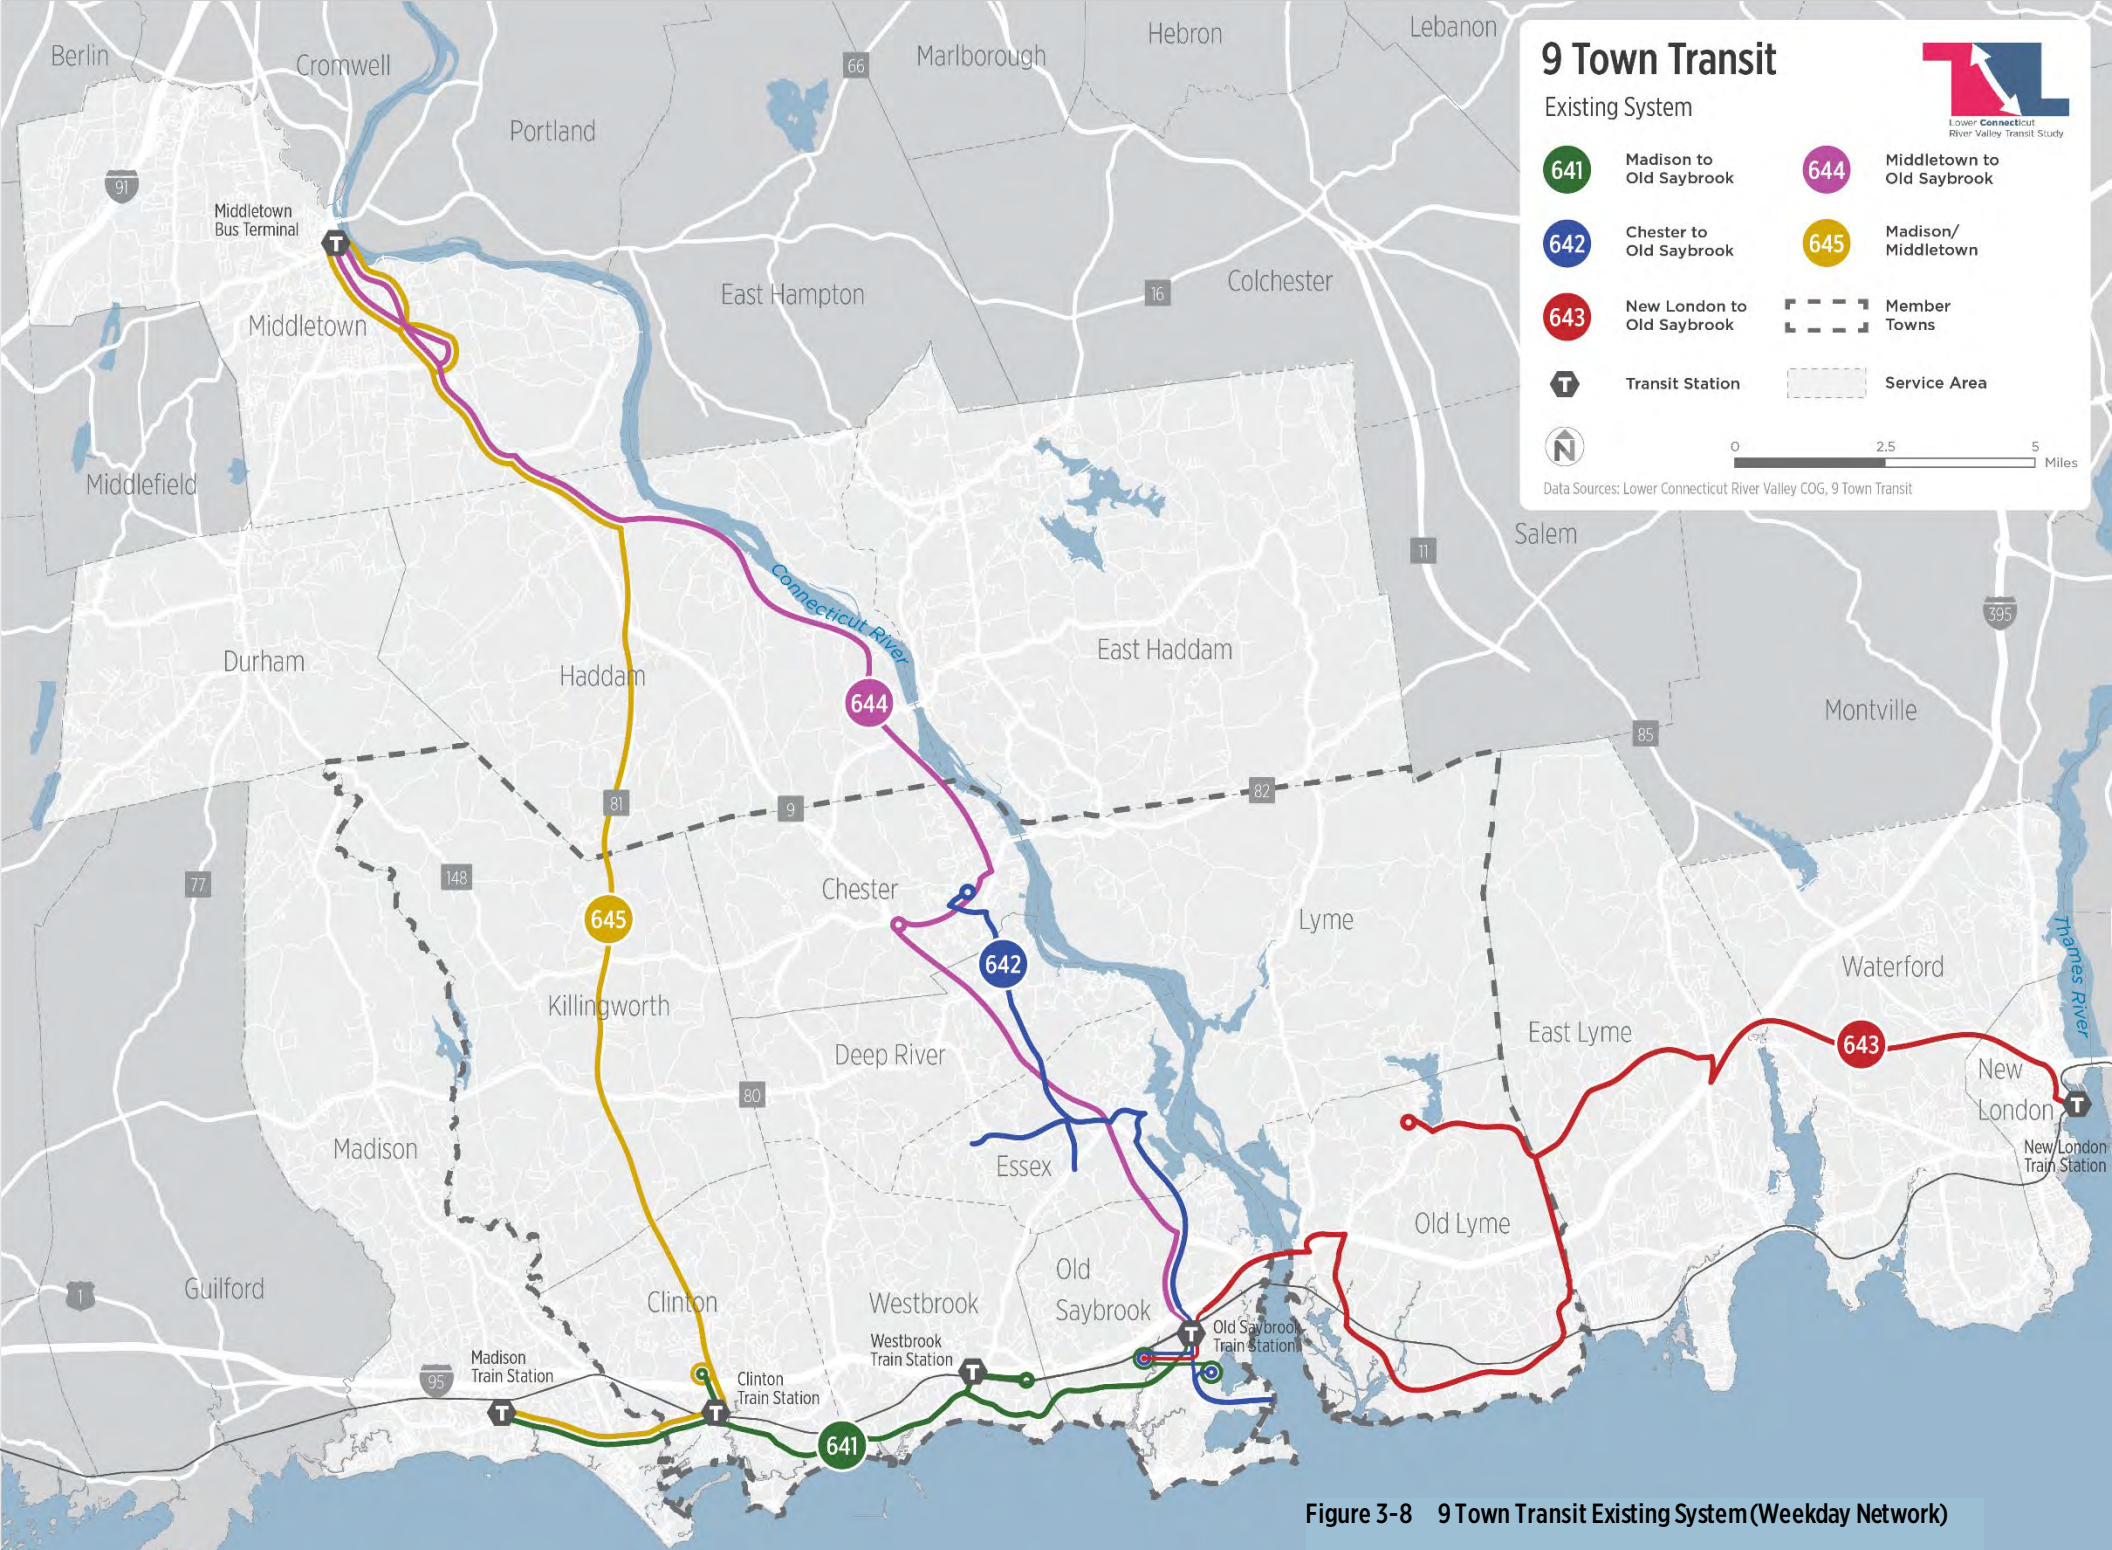 9 Town Transit
Existing System
Lower Connecticut
River Valley Transit Study
641
Madison to
Old Saybrook
644
Middletown to
Old Saybrook
642
Chester to
Old Saybrook
645
Madison/
Middletown
643
New London to
Old Saybrook
Member
Towns
T
Transit Station
Service Area
N
0
2.5
5
Miles
Data Sources: Lower Connecticut River Valley COG, 9 Town Transit
Berlin
Cromwell
66
Marlborough
Hebron
Lebanon
Portland
91
Middletown
Bus Terminal
T
East Hampton
16
Colchester
Middletown
Middlefield
Salem
11
Connecticut River
395
Durham
Haddam
East Haddam
644
Montville
85
81
9
82
77
148
Chester
645
Lyme
642
Waterford
Thames River
Killingworth
East Lyme
Deep River
643
New
London
T
New London
Train Station
80
Madison
Essex
Old Lyme
Guilford
1
Clinton
Westbrook
Old
Saybrook
Westbrook
Train Station
T
T
Old Saybrook
Train Station
Madison
Train Station
95
T
Clinton
Train Station
T
641
Figure 3-8 9 Town Transit Existing System (Weekday Network)